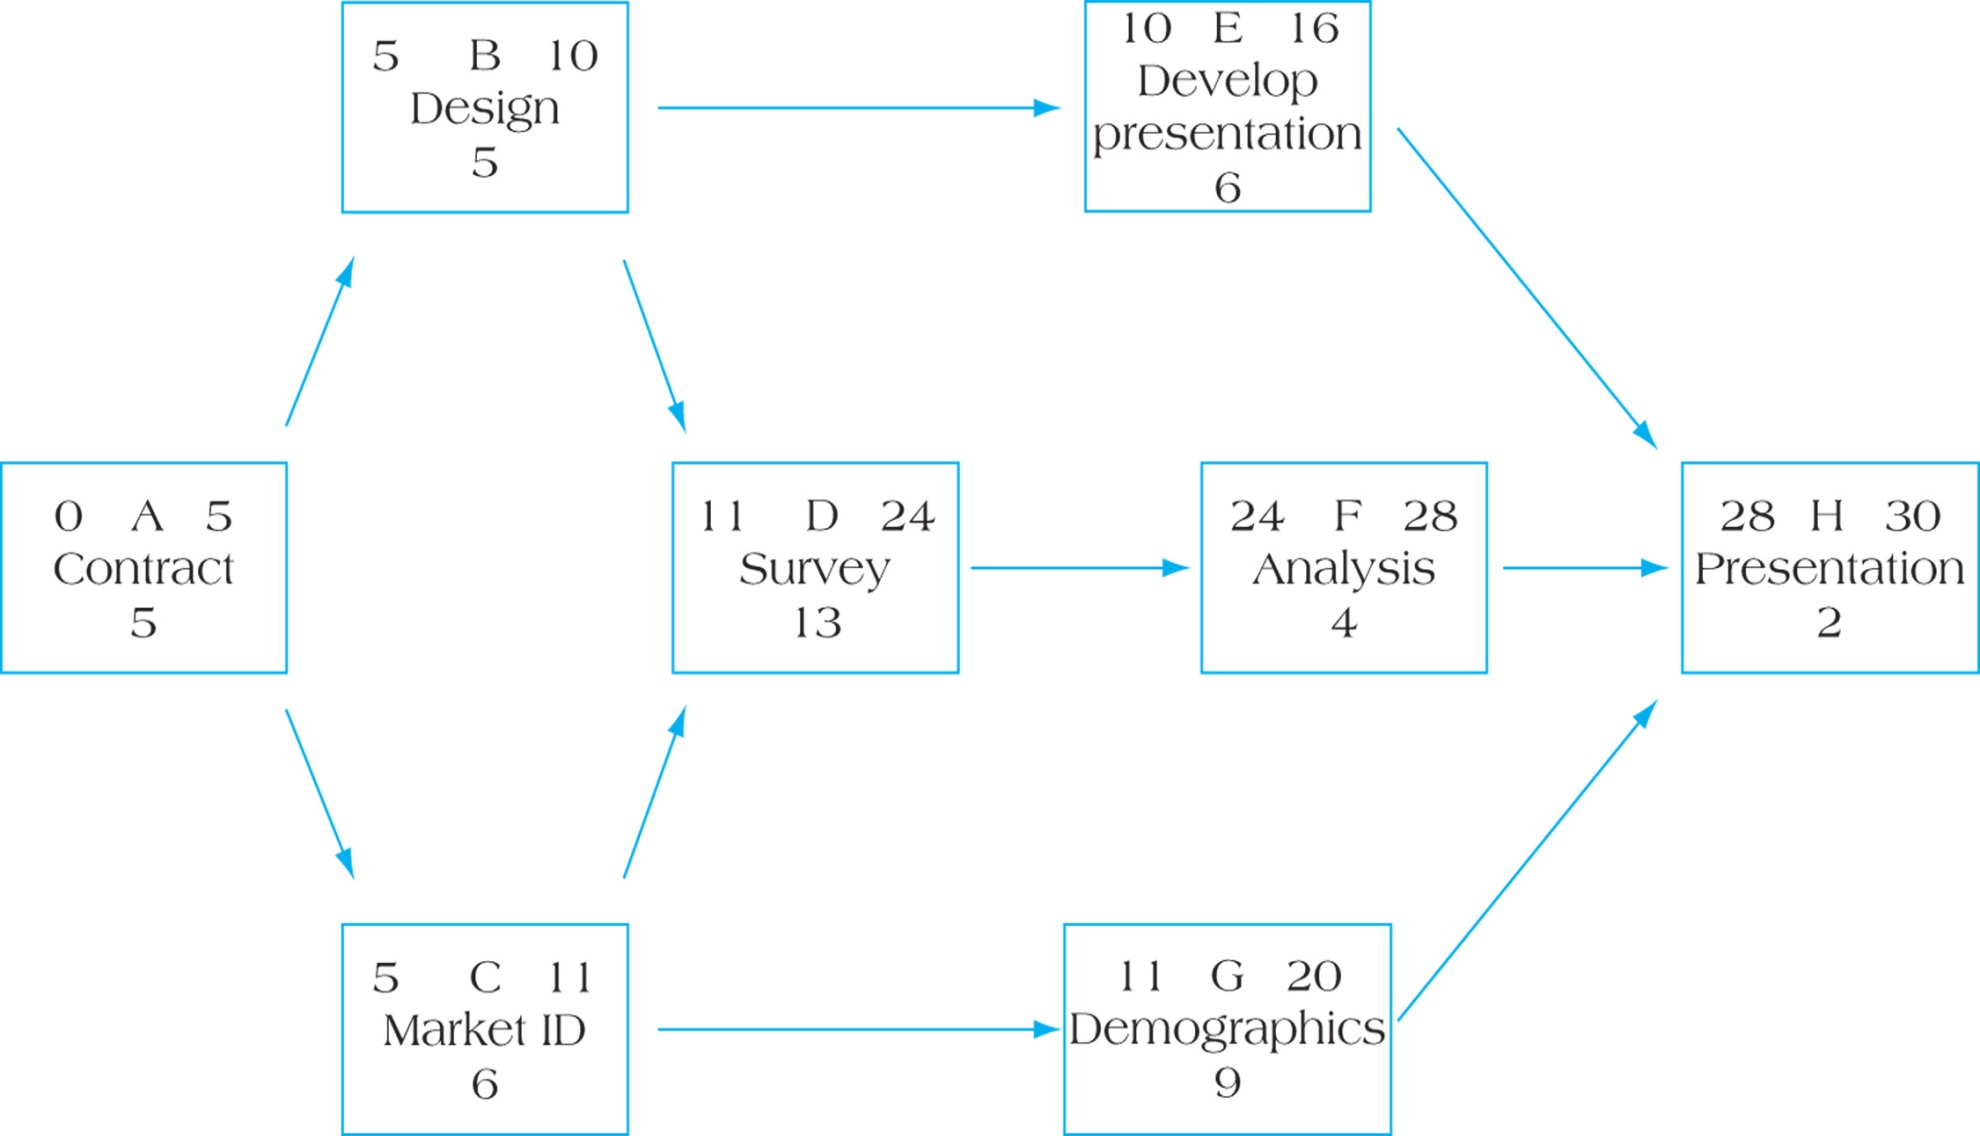 5 B 10
Design
5
10 E 16
Develop
presentation
6
0 A 5
Contract
5
11 D 24
Survey
13
24 F 28
Analysis
4
28 H 30
Presentation
2
5 C 11
Market ID
6
11 G 20
Demographics
9